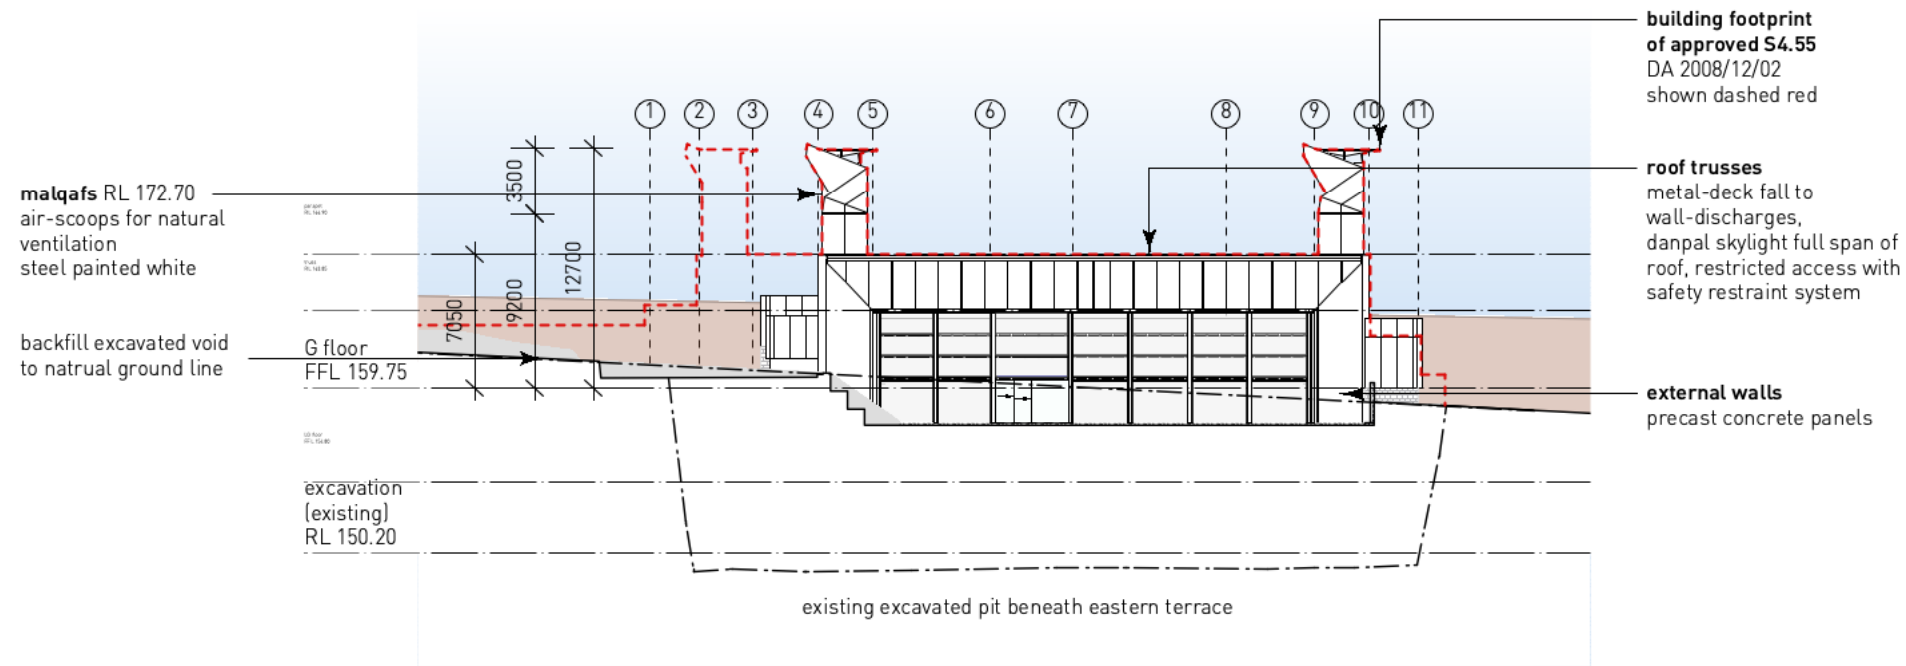 building footprint
of approved S4.55
DA 2008/12/02
shown dashed red
1 2 3 4 5 6 7 8 9 10 11
roof trusses
metal-deck fall to
wall-discharges,
danpal skylight full span of
roof, restricted access with
safety restraint system
malqafs RL 172.70
air-scoops for natural
ventilation
steel painted white
3500
12700
9200
7050
backfill excavated void
to natrual ground line
G floor
FFL 159.75
external walls
precast concrete panels
excavation
(existing)
RL 150.20
existing excavated pit beneath eastern terrace